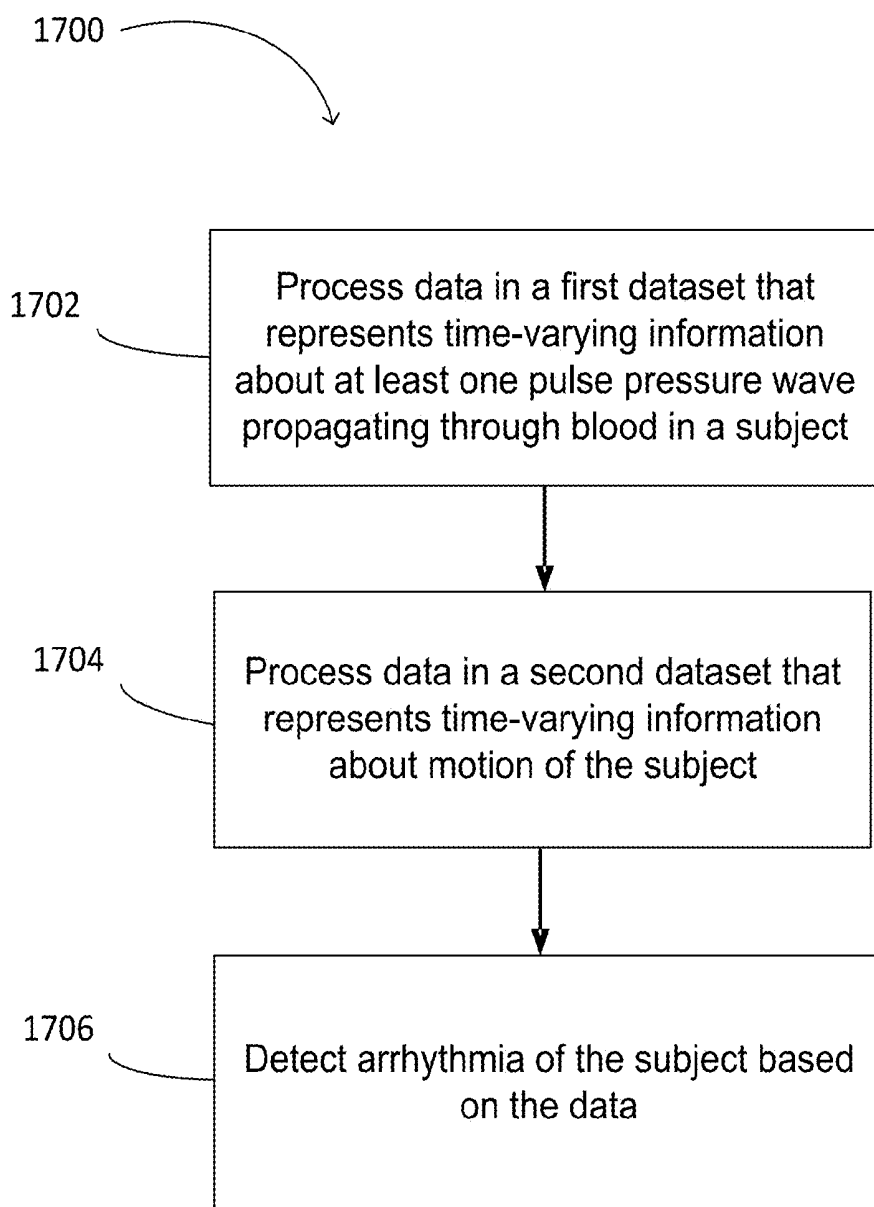 1700
1702
Process data in a first dataset that
represents time-varying information
about at least one pulse pressure wave
propagating through blood in a subject
1704
Process data in a second dataset that
represents time-varying information
about motion of the subject
1706
Detect arrhythmia of the subject based
on the data